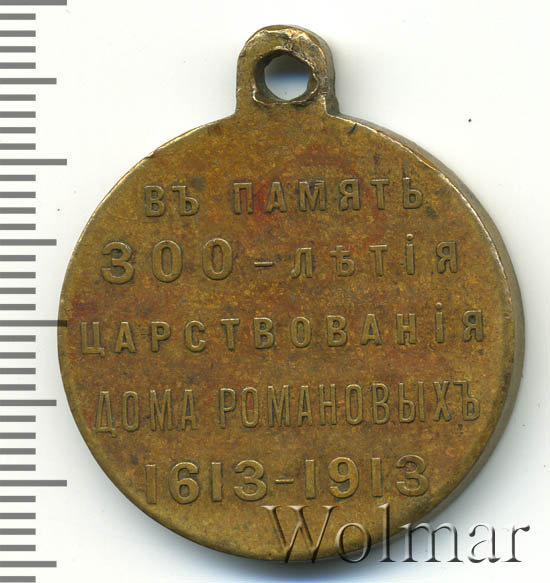 ВЪ ПАМЯТЬ
300-ЛѢТІЯ
ЦАРСТВОВАНІЯ
ДОМА РОМАНОВЫХЪ
1613-1913
Wolmar